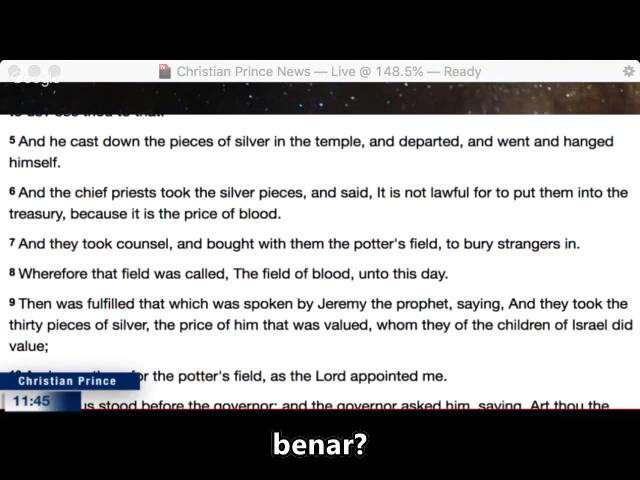 Christian Prince News — Live @ 148.5% — Ready
5 And he cast down the pieces of silver in the temple, and departed, and went and hanged
himself.
6 And the chief priests took the silver pieces, and said, It is not lawful for to put them into the
treasury, because it is the price of blood.
7 And they took counsel, and bought with them the potter's field, to bury strangers in.
8 Wherefore that field was called, The field of blood, unto this day.
9 Then was fulfilled that which was spoken by Jeremy the prophet, saying, And they took the
thirty pieces of silver, the price of him that was valued, whom they of the children of Israel did
value;
for the potter's field, as the Lord appointed me.
Christian Prince
stood before the governor: and the governor asked him, saying, Art thou the
11:45
benar?